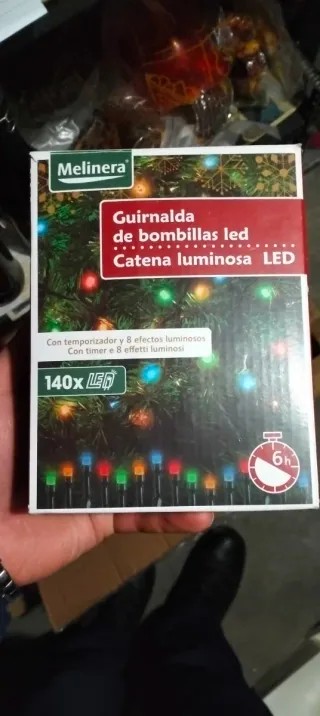 Melinera®
Guirnalda
de bombillas led
Catena luminosa LED
Con temporizador y 8 efectos luminosos
Con timer e 8 effetti luminosi
140x LED
6h